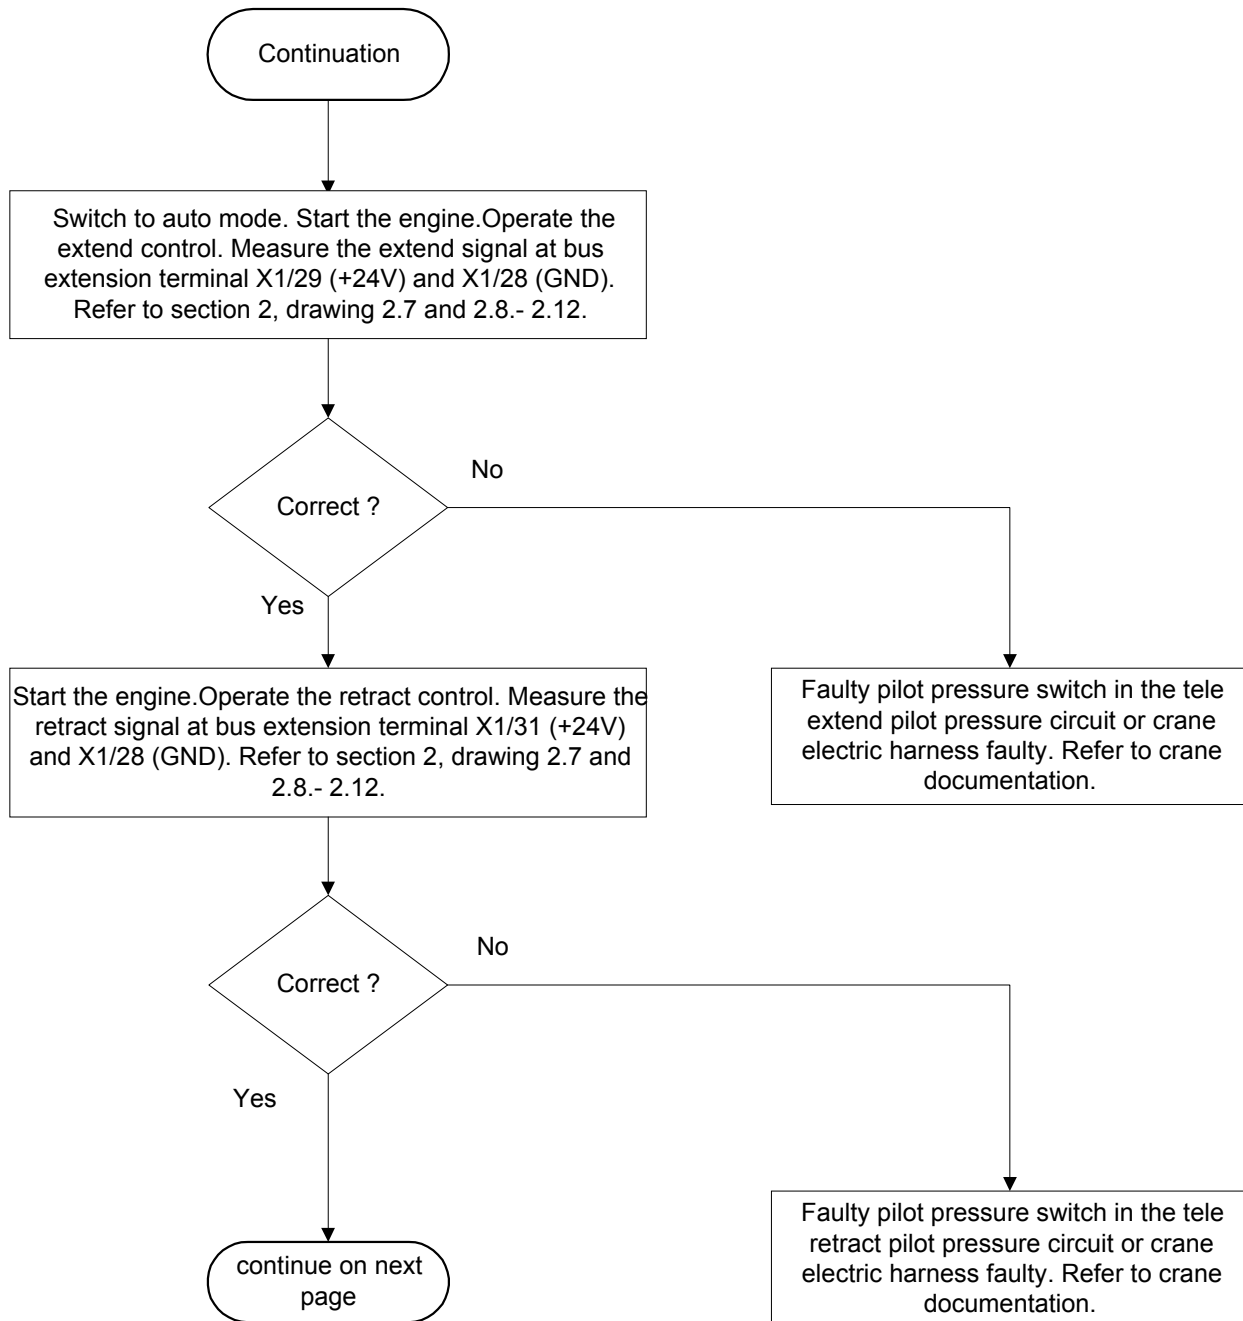 Continuation
Switch to auto mode. Start the engine.Operate the
extend control. Measure the extend signal at bus
extension terminal X1/29 (+24V) and X1/28 (GND).
Refer to section 2, drawing 2.7 and 2.8.- 2.12.
No
Correct ?
Yes
Start the engine.Operate the retract control. Measure the
retract signal at bus extension terminal X1/31 (+24V)
and X1/28 (GND). Refer to section 2, drawing 2.7 and
2.8.- 2.12.
Faulty pilot pressure switch in the tele
extend pilot pressure circuit or crane
electric harness faulty. Refer to crane
documentation.
No
Correct ?
Yes
continue on next
page
Faulty pilot pressure switch in the tele
retract pilot pressure circuit or crane
electric harness faulty. Refer to crane
documentation.